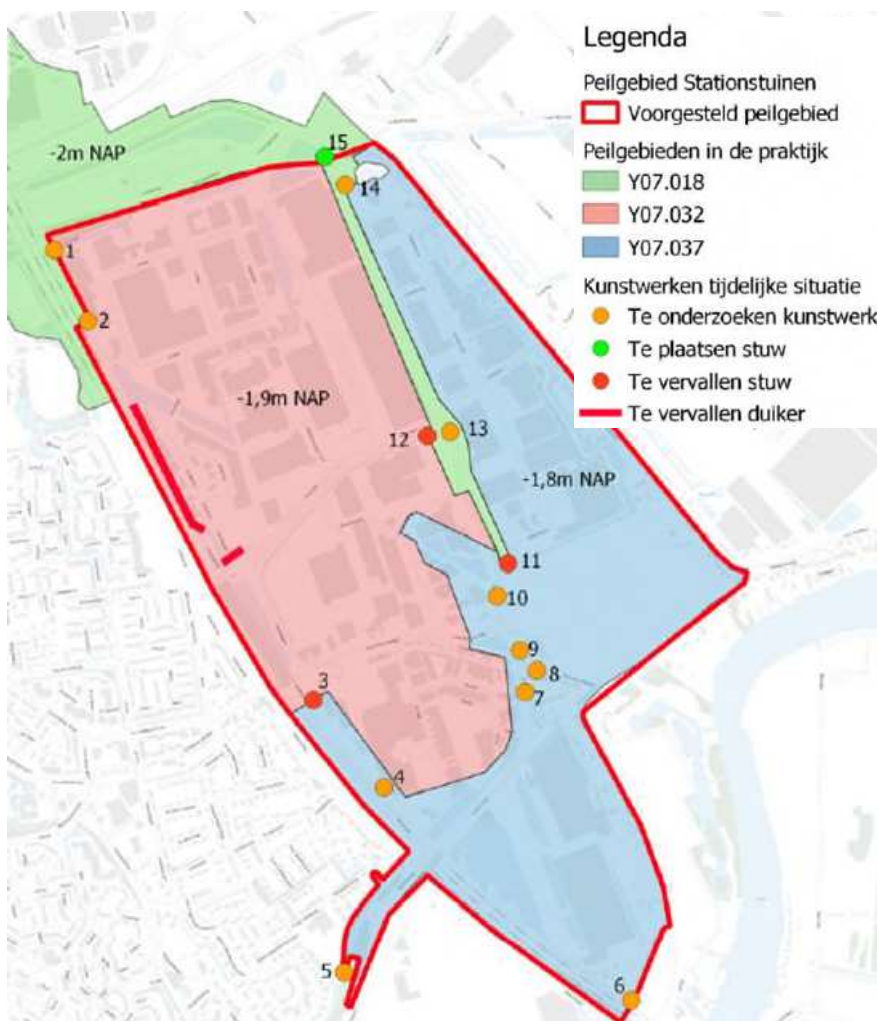 Legenda
Peilgebied Stationstuinen
Voorgesteld peilgebied
Peilgebieden in de praktijk
Y07.018
Y07.032
Y07.037
Kunstwerken tijdelijke situatie
Te onderzoeken kunstwerk
Te plaatsen stuw
Te vervallen stuw
Te vervallen duiker
-2m NAP
15
14
1
2
-1,9m NAP
12
13
-1,8m NAP
11
10
9
8
7
3
4
5
6